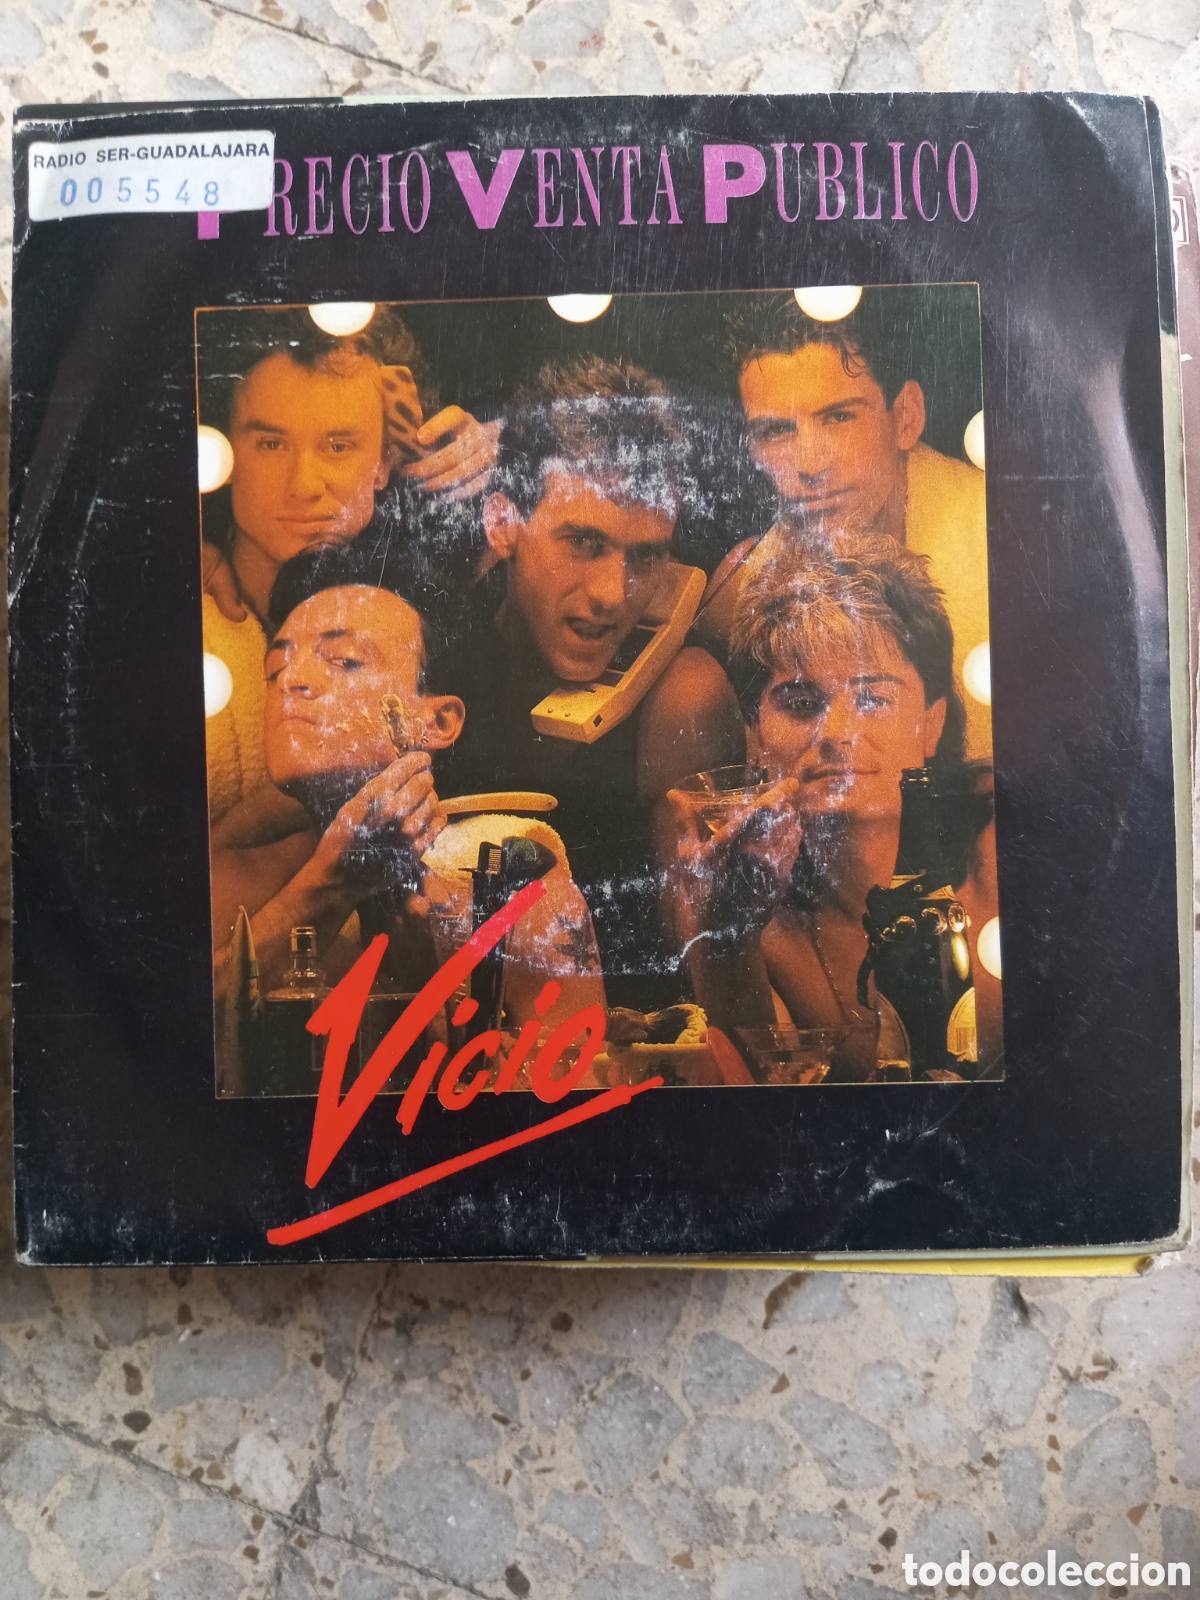 RADIO SER-GUADALAJARA
005548
PRECIO VENTA PUBLICO
Vicio
todocoleccion